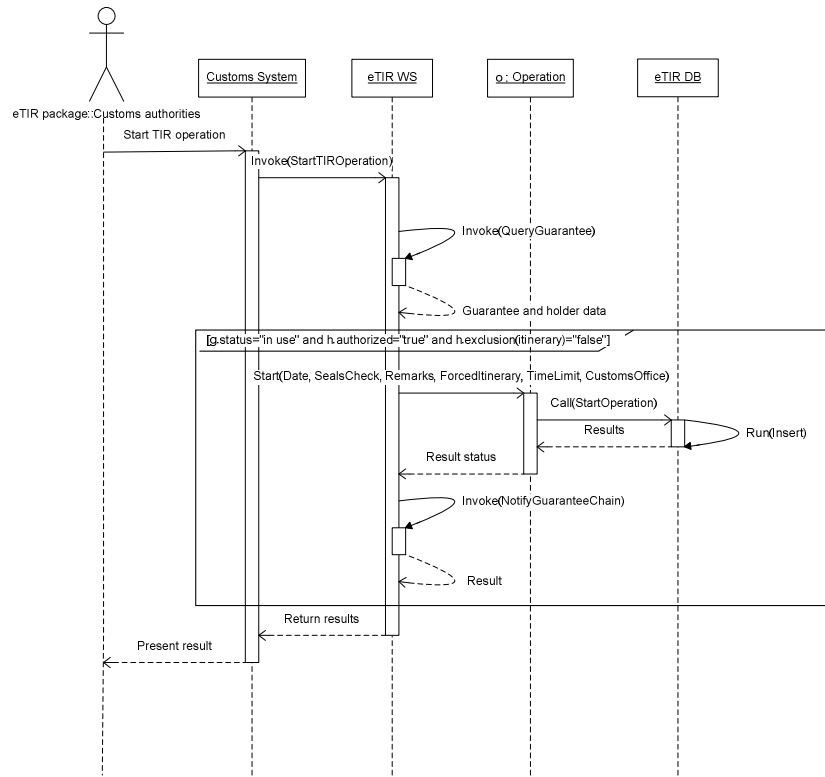 Customs System
eTIR WS
o : Operation
eTIR DB
eTIR package::Customs authorities
Start TIR operation
Invoke(StartTIROperation)
Invoke(QueryGuarantee)
Guarantee and holder data
[g.status="in use" and h.authorized="true" and h.exclusion(itinerary)="false"]
Start(Date, SealsCheck, Remarks, ForcedItinerary, TimeLimit, CustomsOffice)
Call(StartOperation)
Results
Run(Insert)
Result status
Invoke(NotifyGuaranteeChain)
Result
Return results
Present result